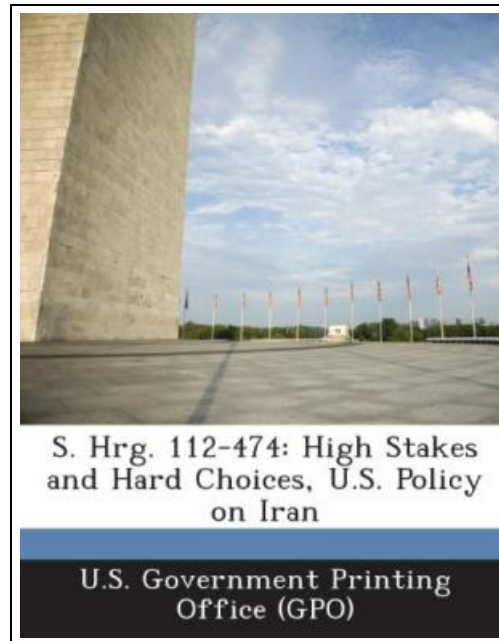 S. Hrg. 112-474: High Stakes
and Hard Choices, U.S. Policy
on Iran
U.S. Government Printing
Office (GPO)